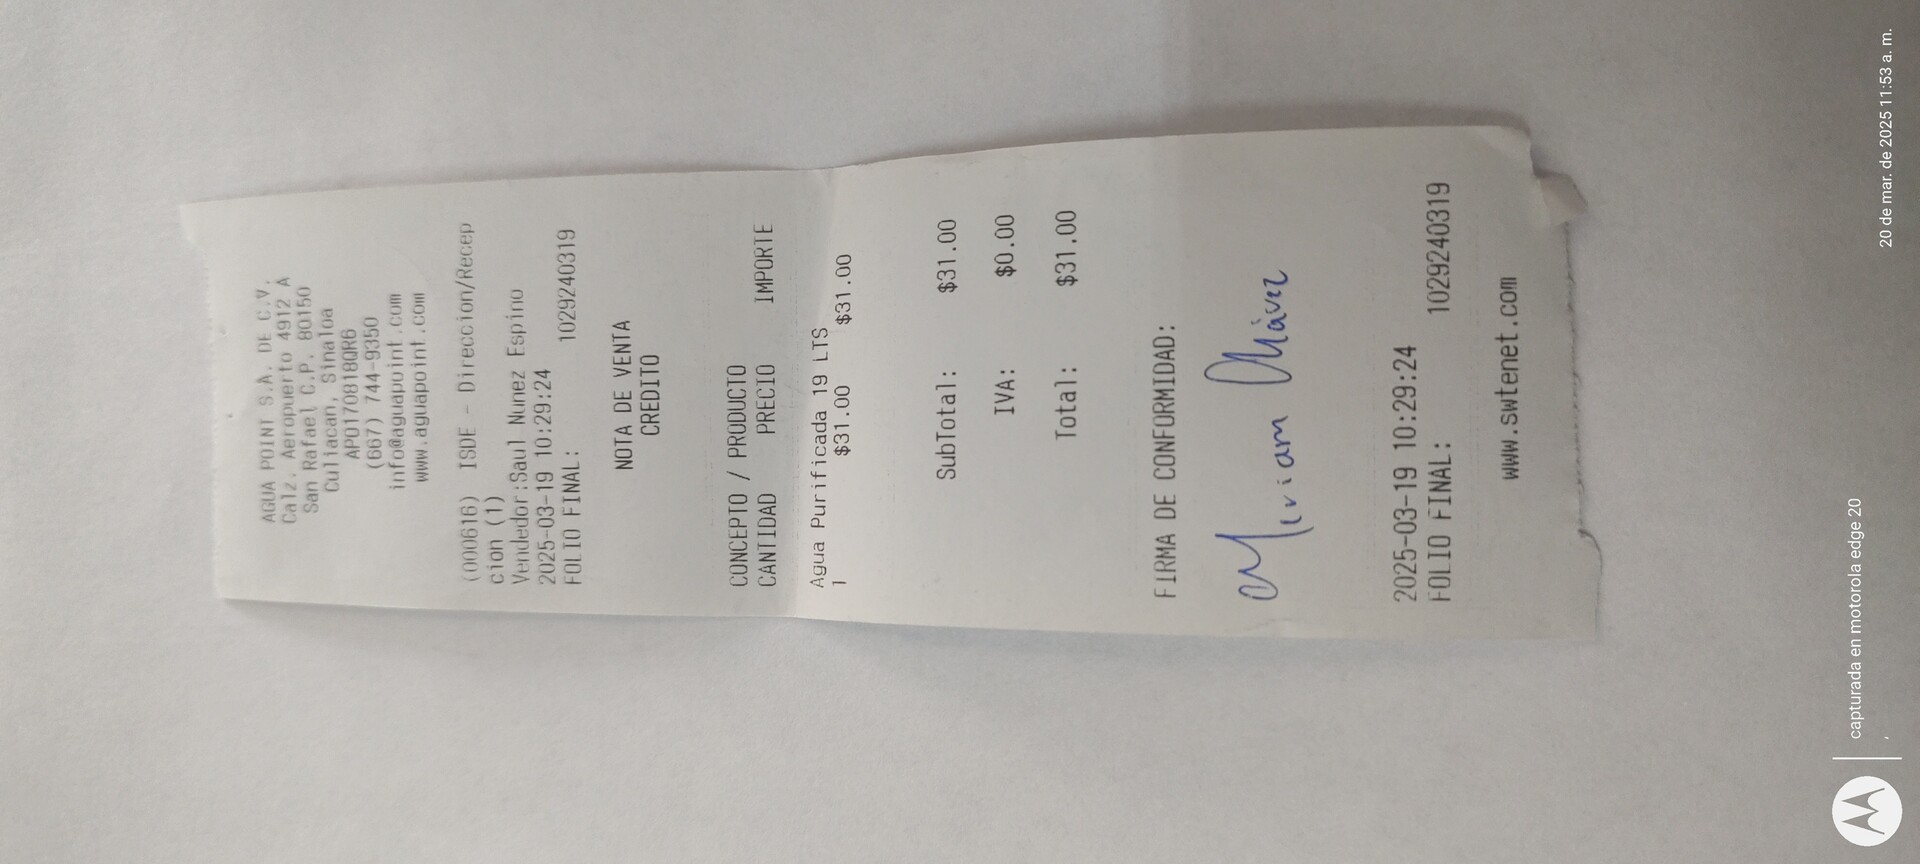 AGUA POINT S.A. DE C.V.
Calz. Aeropuerto 4912 A
San Rafael C.P. 80150
Culiacan, Sinaloa
APO170818QR6
(667) 744-9350
info@aguapoint.com
www.aguapoint.com
(000616) ISDE - Direccion/Recep
cion (1)
Vendedor:Saul Nunez Espino
2025-03-19 10:29:24
FOLIO FINAL: 1029240319
NOTA DE VENTA
CREDITO
CONCEPTO / PRODUCTO
CANTIDAD PRECIO IMPORTE
Agua Purificada 19 LTS
1 $31.00 $31.00
SubTotal: $31.00
IVA: $0.00
Total: $31.00
FIRMA DE CONFORMIDAD:
Miriam Chávez
2025-03-19 10:29:24
FOLIO FINAL: 1029240319
www.swtenet.com
capturada en motorola edge 20
20 de mar. de 2025 11:53 a. m.